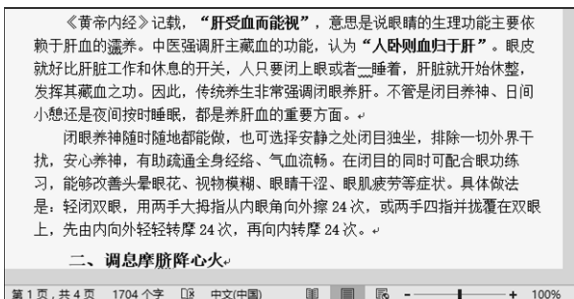 《黄帝内经》记载，“肝受血而能视”，意思是说眼睛的生理功能主要依
赖于肝血的濡养。中医强调肝主藏血的功能，认为“人卧则血归于肝”。眼皮
就好比肝脏工作和休息的开关，人只要闭上眼或者一睡着，肝脏就开始休整，
发挥其藏血之功。因此，传统养生非常强调闭眼养肝。不管是闭目养神、日间
小憩还是夜间按时睡眠，都是养肝血的重要方面。
闭眼养神随时随地都能做，也可选择安静之处闭目独坐，排除一切外界干
扰，安心养神，有助疏通全身经络、气血流畅。在闭目的同时可配合眼功练
习，能够改善头晕眼花、视物模糊、眼睛干涩、眼肌疲劳等症状。具体做法
是：轻闭双眼，用两手大拇指从内眼角向外擦 24 次，或两手四指并拢覆在双眼
上，先由内向外轻轻转摩 24 次，再向内转摩 24 次。
二、调息摩脐降心火
第 1 页，共 4 页 1704 个字 中文(中国) - + 100%